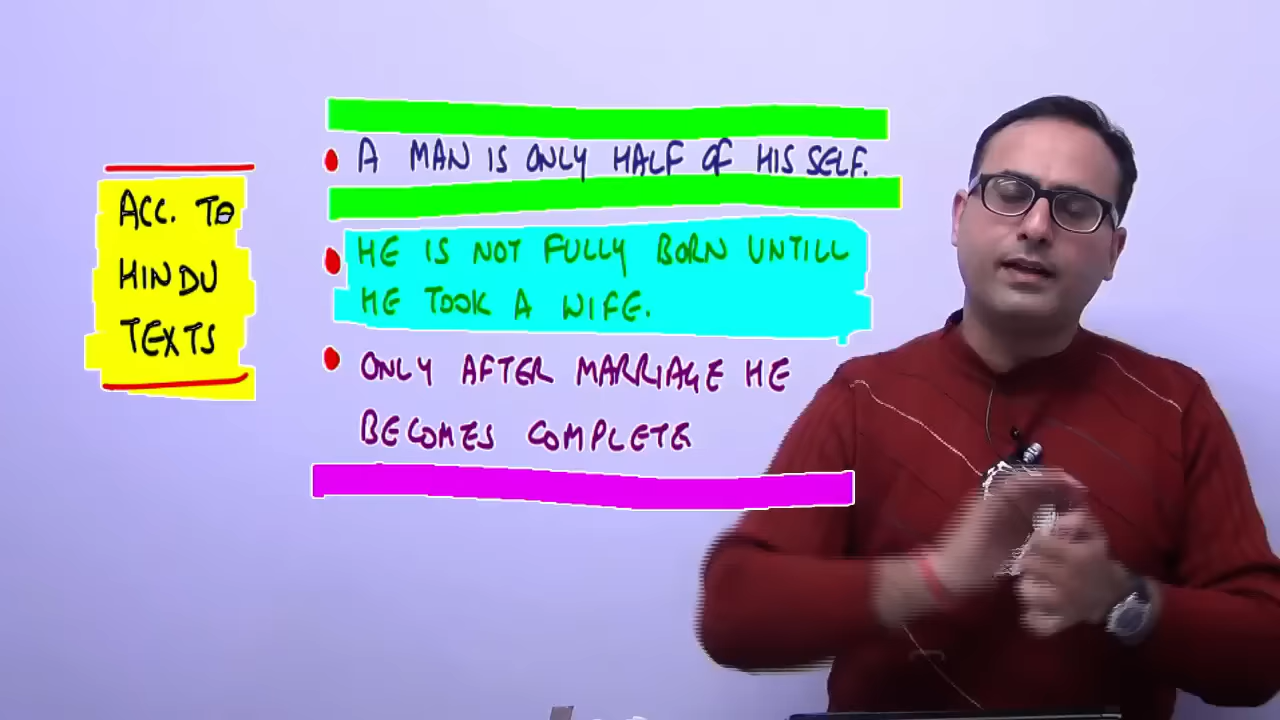 ACC. TO
HINDU
TEXTS
A MAN IS ONLY HALF OF HIS SELF.
HE IS NOT FULLY BORN UNTILL
HE TOOK A WIFE.
ONLY AFTER MARRIAGE HE
BECOMES COMPLETE